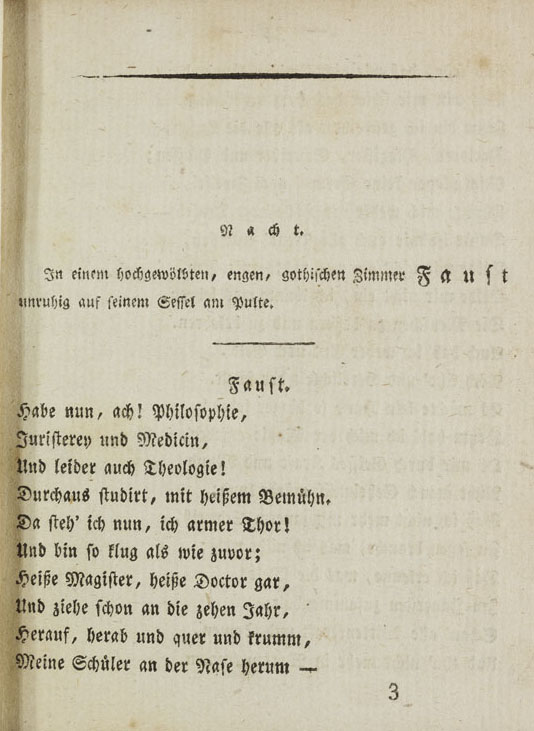 Nacht.
In einem hochgewölbten, engen, gothischen Zimmer Faust
unruhig auf seinem Sessel am Pulte.
Faust.
Habe nun, ach! Philosophie,
Juristerey und Medicin,
Und leider auch Theologie!
Durchaus studirt, mit heißem Bemühn.
Da steh' ich nun, ich armer Thor!
Und bin so klug als wie zuvor;
Heiße Magister, heiße Doctor gar,
Und ziehe schon an die zehen Jahr,
Herauf, herab und quer und krumm,
Meine Schüler an der Nase herum —
3